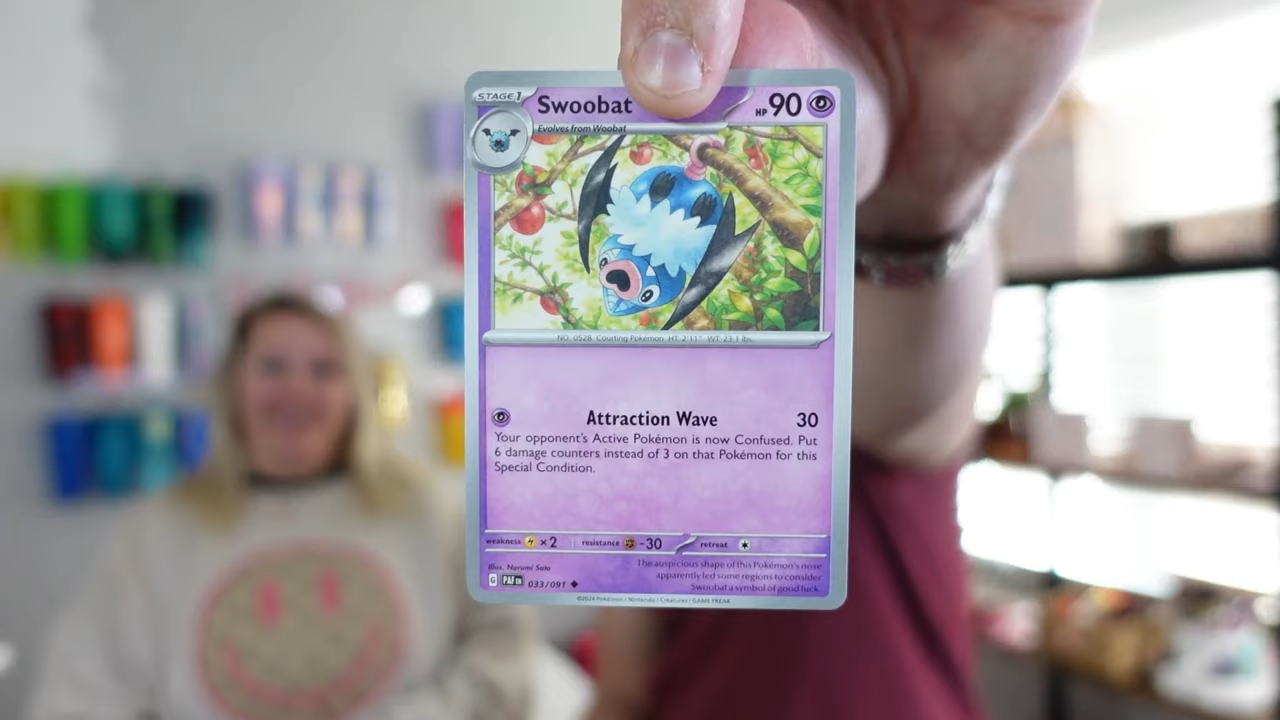 STAGE 1 Swoobat HP 90
Evolves from Woobat
NO. 0528 Courting Pokémon HT: 2'11" WT: 23.1 lbs.
Attraction Wave 30
Your opponent's Active Pokémon is now Confused. Put
6 damage counters instead of 3 on that Pokémon for this
Special Condition.
weakness ×2 resistance -30 retreat
Illus. Narumi Sato
G PAF EN 033/091
The auspicious shape of this Pokémon's nose
apparently led some regions to consider
Swoobat a symbol of good luck.
©2024 Pokémon / Nintendo / Creatures / GAME FREAK